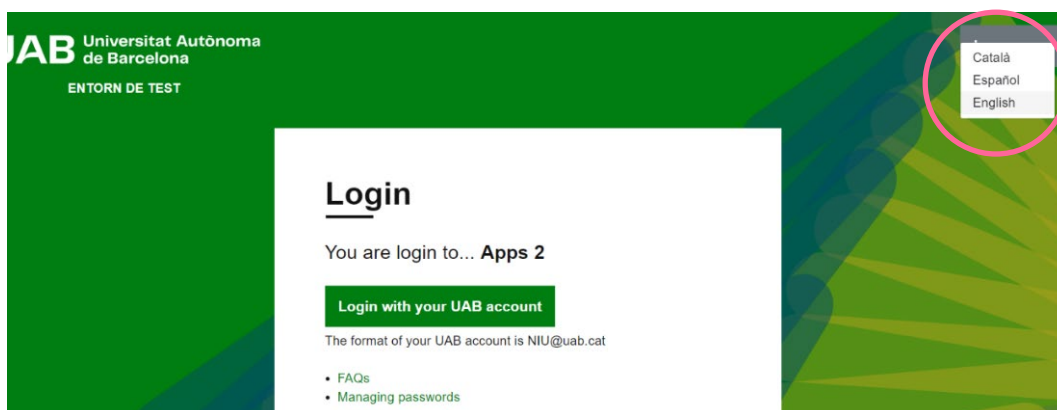 UAB Universitat Autònoma
de Barcelona
ENTORN DE TEST
Català
Español
English
Login
You are login to... Apps 2
Login with your UAB account
The format of your UAB account is NIU@uab.cat
• FAQs
• Managing passwords